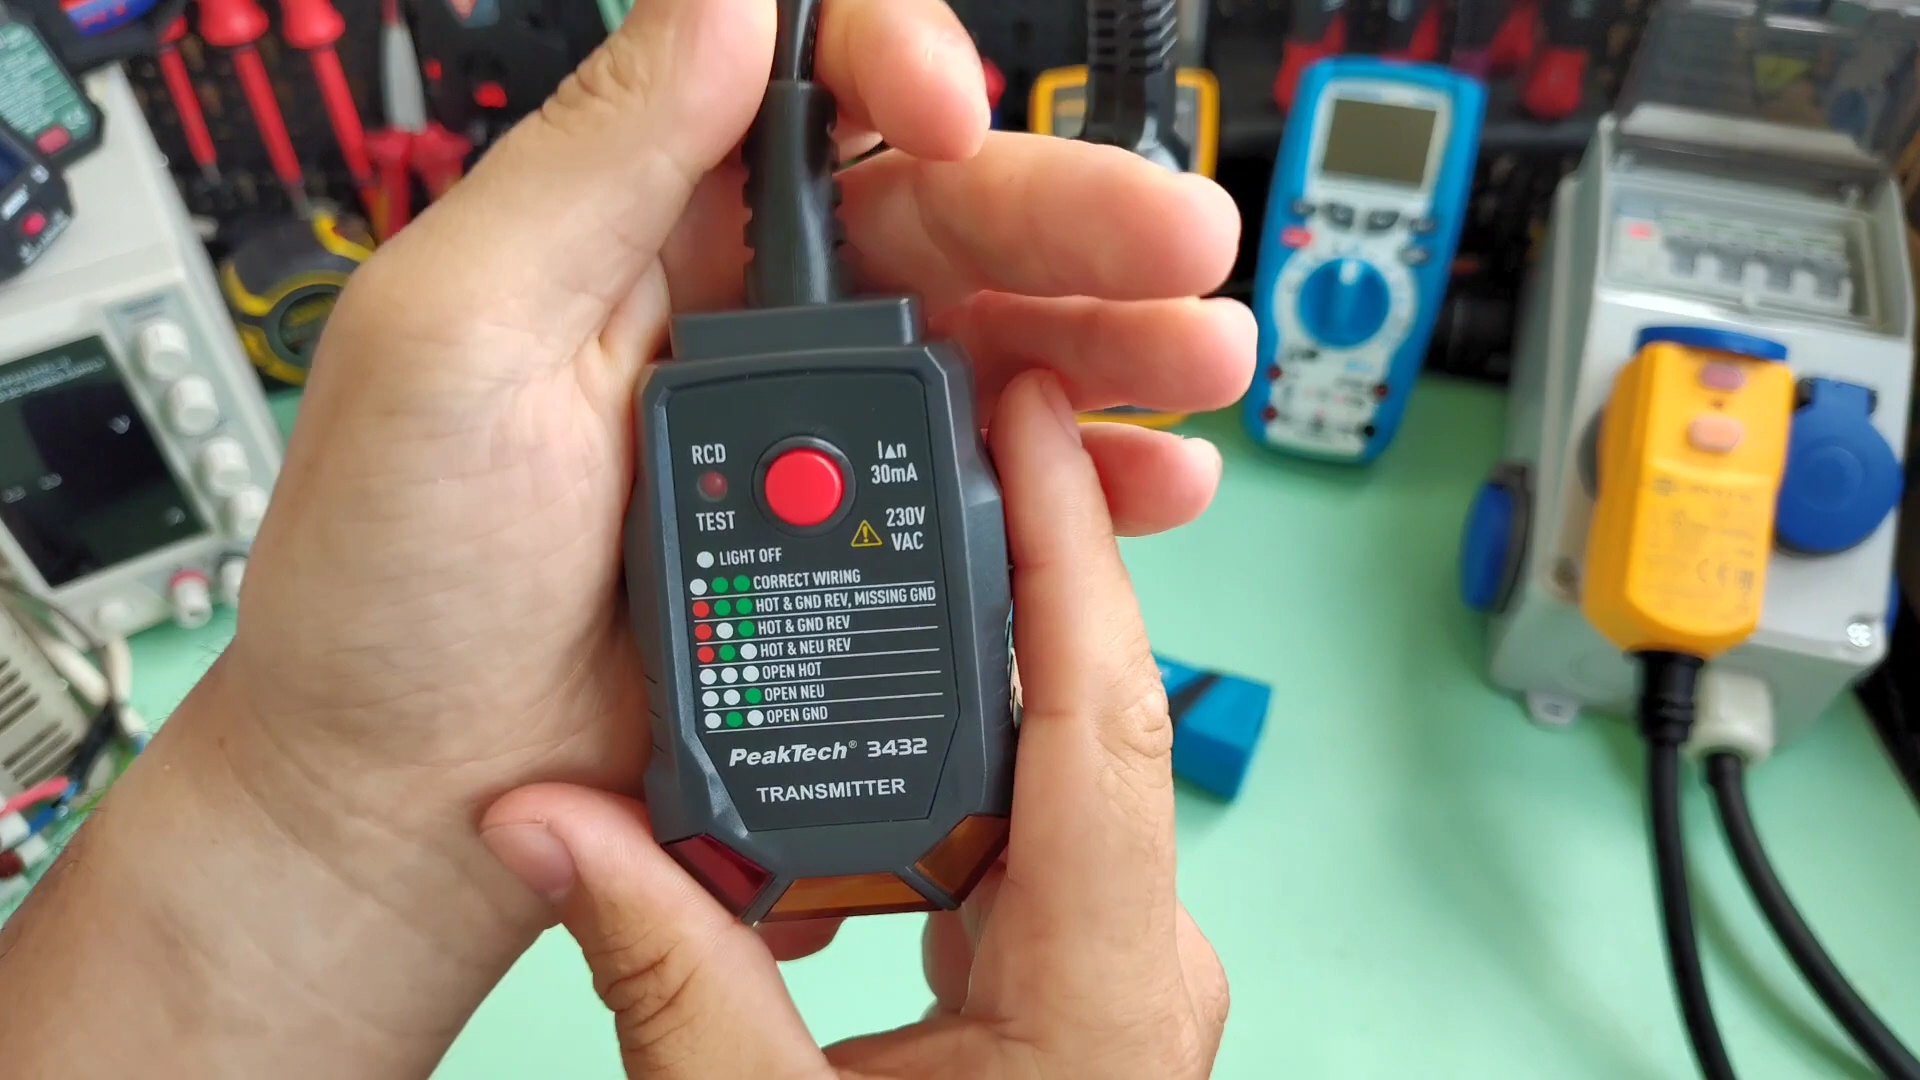 RCD
TEST
I▲n
30mA
230V
VAC
LIGHT OFF
CORRECT WIRING
HOT & GND REV, MISSING GND
HOT & GND REV
HOT & NEU REV
OPEN HOT
OPEN NEU
OPEN GND
PeakTech® 3432
TRANSMITTER